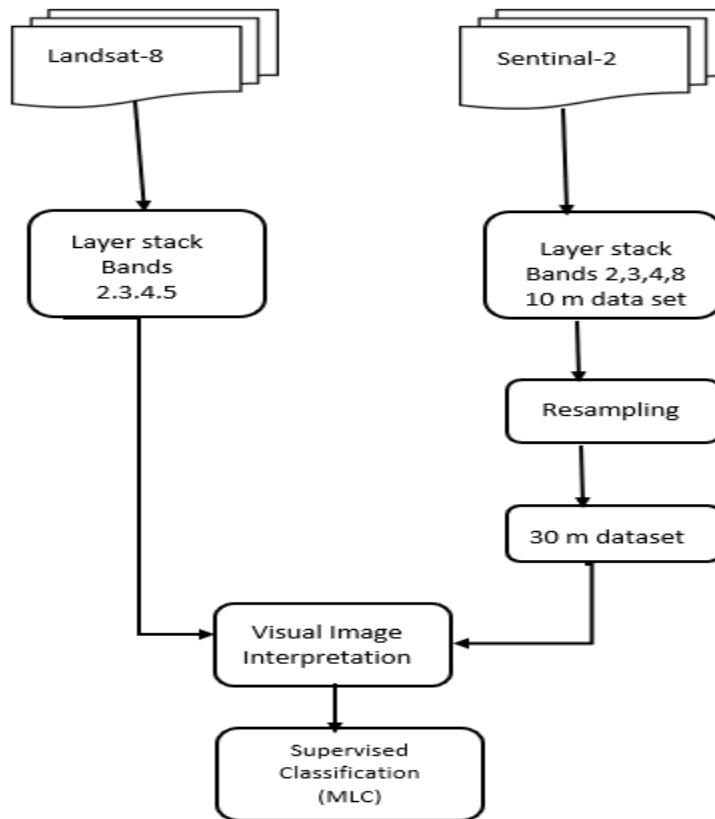 Landsat-8
Sentinal-2
Layer stack
Bands
2.3.4.5
Layer stack
Bands 2,3,4,8
10 m data set
Resampling
30 m dataset
Visual Image
Interpretation
Supervised
Classification
(MLC)